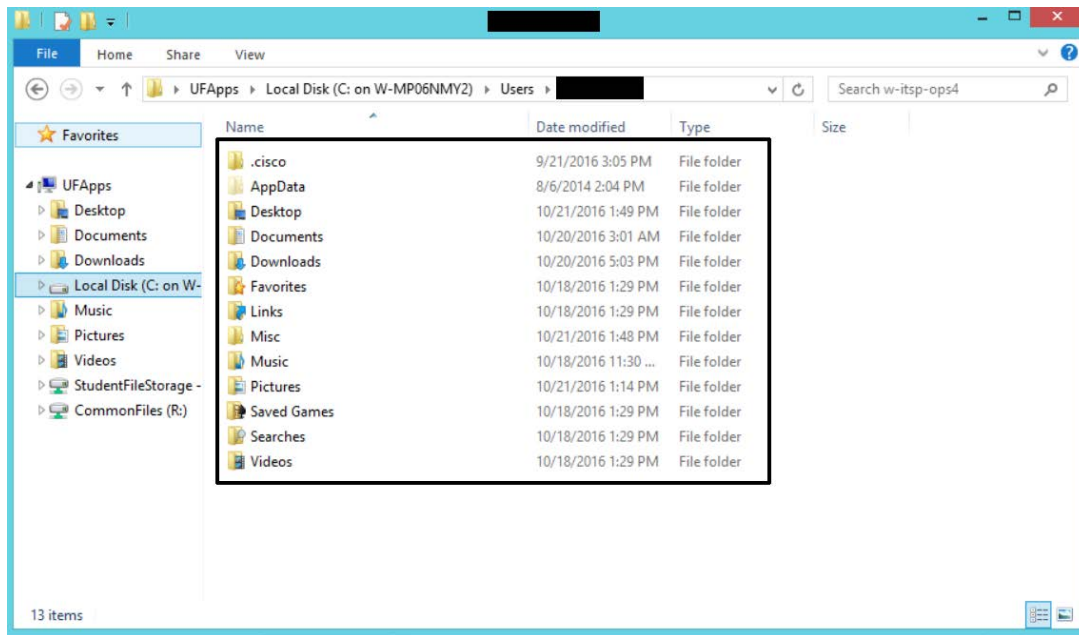 File Home Share View
UFApps Local Disk (C: on W-MP06NMY2) Users Search w-itsp-ops4
Favorites
UFApps
Desktop
Documents
Downloads
Local Disk (C: on W-
Music
Pictures
Videos
StudentFileStorage -
CommonFiles (R:)
Name Date modified Type Size
.cisco 9/21/2016 3:05 PM File folder
AppData 8/6/2014 2:04 PM File folder
Desktop 10/21/2016 1:49 PM File folder
Documents 10/20/2016 3:01 AM File folder
Downloads 10/20/2016 5:03 PM File folder
Favorites 10/18/2016 1:29 PM File folder
Links 10/18/2016 1:29 PM File folder
Misc 10/21/2016 1:48 PM File folder
Music 10/18/2016 11:30 ... File folder
Pictures 10/21/2016 1:14 PM File folder
Saved Games 10/18/2016 1:29 PM File folder
Searches 10/18/2016 1:29 PM File folder
Videos 10/18/2016 1:29 PM File folder
13 items